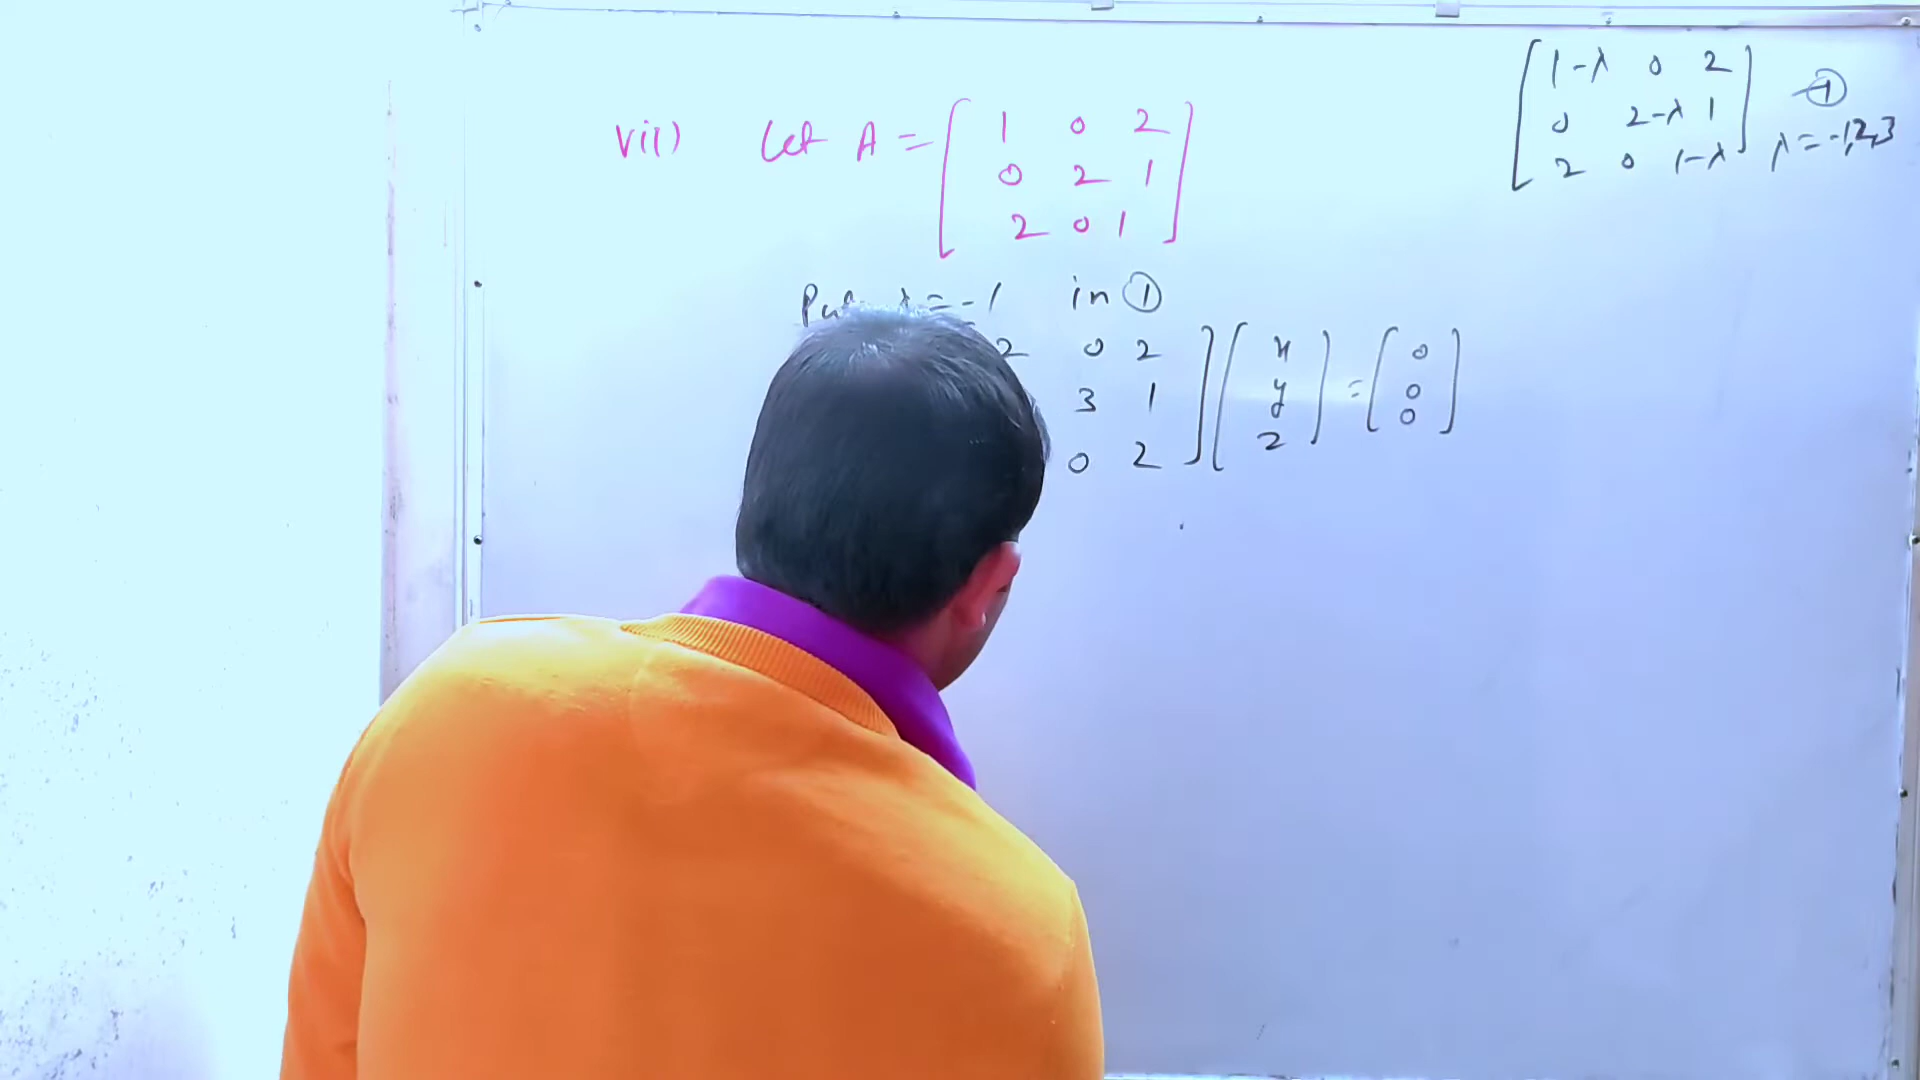 vii) Let A = [ 1 0 2
0 2 1
2 0 1 ]
[ 1-λ 0 2
0 2-λ 1
2 0 1-λ ] -①
λ = -1,2,3
λ = -1 in ①
2 0 2 ] [ x ] = [ 0 ]
3 1 y 0
0 2 z 0